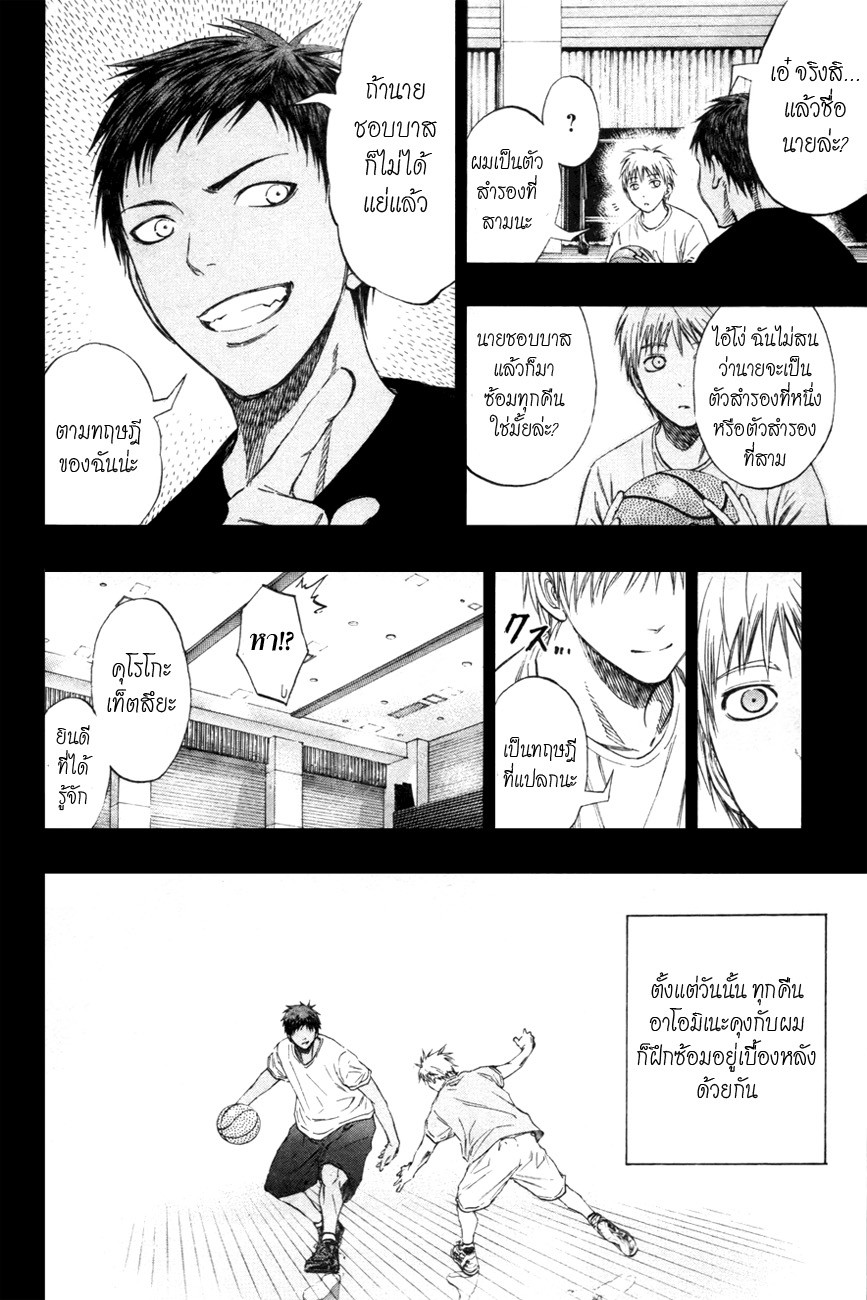 เอ๋ จริงสิ...
แล้วชื่อ
นายล่ะ?
?
ผมเป็นตัว
สำรองที่
สามนะ
ไอ้โง่ ฉันไม่สน
ว่านายจะเป็น
ตัวสำรองที่หนึ่ง
หรือตัวสำรอง
ที่สาม
นายชอบบาส
แล้วก็มา
ซ้อมทุกคืน
ใช่มั้ยล่ะ?
ถ้านาย
ชอบบาส
ก็ไม่ได้
แย่แล้ว
ตามทฤษฎี
ของฉันน่ะ
クス...
เป็นทฤษฎี
ที่แปลกนะ
หา!?
คุโรโกะ
เท็ตสึยะ
ยินดี
ที่ได้
รู้จัก
ตั้งแต่วันนั้น ทุกคืน
อาโอมิเนะคุงกับผม
ก็ฝึกซ้อมอยู่เบื้องหลัง
ด้วยกัน